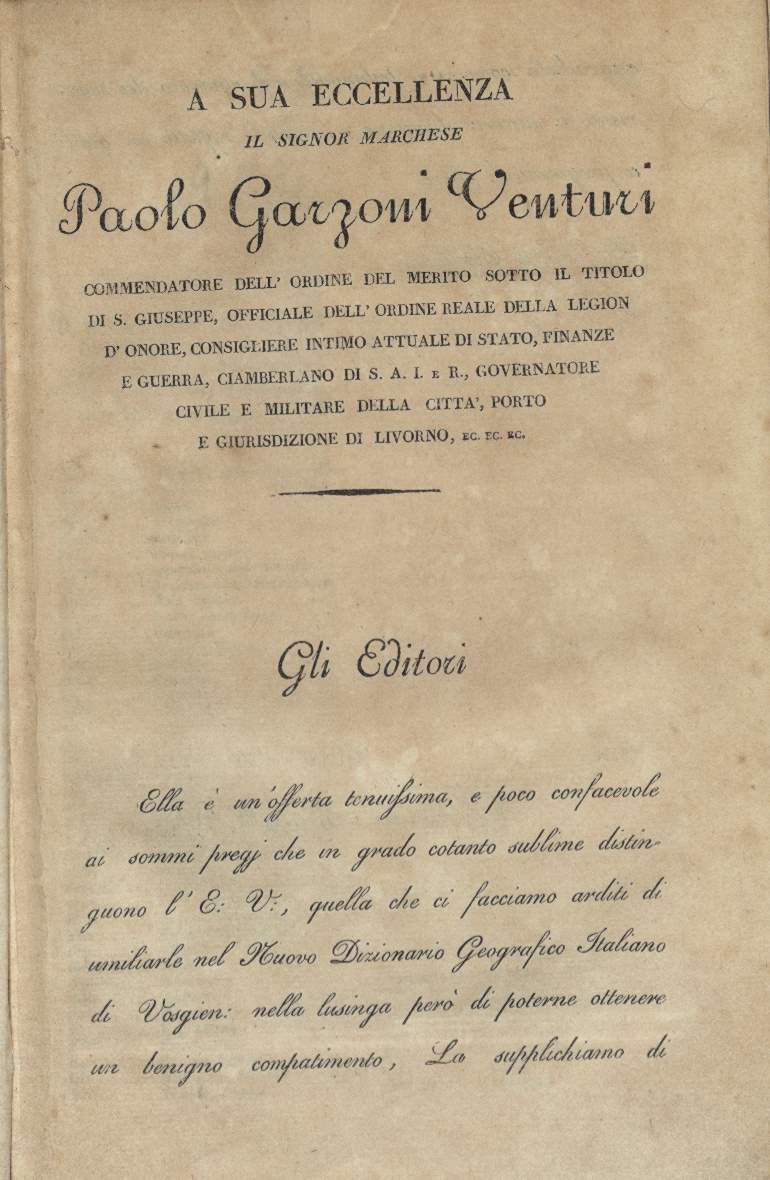 A SUA ECCELLENZA
IL SIGNOR MARCHESE
Paolo Garzoni Venturi
COMMENDATORE DELL' ORDINE DEL MERITO SOTTO IL TITOLO
DI S. GIUSEPPE, OFFICIALE DELL' ORDINE REALE DELLA LEGION
D' ONORE, CONSIGLIERE INTIMO ATTUALE DI STATO, FINANZE
E GUERRA, CIAMBERLANO DI S. A. I. E R., GOVERNATORE
CIVILE E MILITARE DELLA CITTA', PORTO
E GIURISDIZIONE DI LIVORNO, EC. EC. EC.
Gli Editori
Ella è un'offerta tenuiſsima, e poco confacevole
ai sommi pregj che in grado cotanto sublime distin-
guono l' E: V:, quella che ci facciamo arditi di
umiliarle nel Nuovo Dizionario Geografico Italiano
di Vosgien: nella lusinga però di poterne ottenere
un benigno compatimento, La supplichiamo di